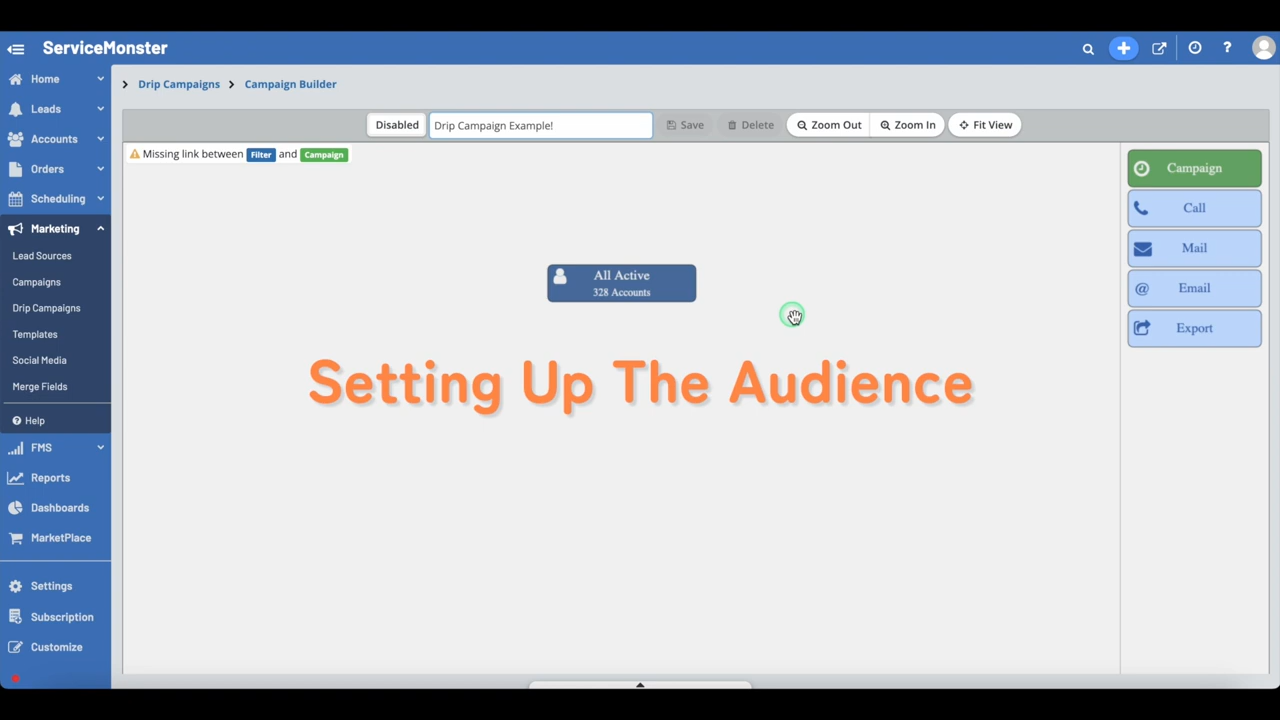 ServiceMonster
Home
Leads
Accounts
Orders
Scheduling
Marketing
Lead Sources
Campaigns
Drip Campaigns
Templates
Social Media
Merge Fields
Help
FMS
Reports
Dashboards
MarketPlace
Settings
Subscription
Customize
Drip Campaigns Campaign Builder
Disabled Drip Campaign Example! Save Delete Zoom Out Zoom In Fit View
Missing link between Filter and Campaign
All Active
328 Accounts
Setting Up The Audience
Campaign
Call
Mail
Email
Export